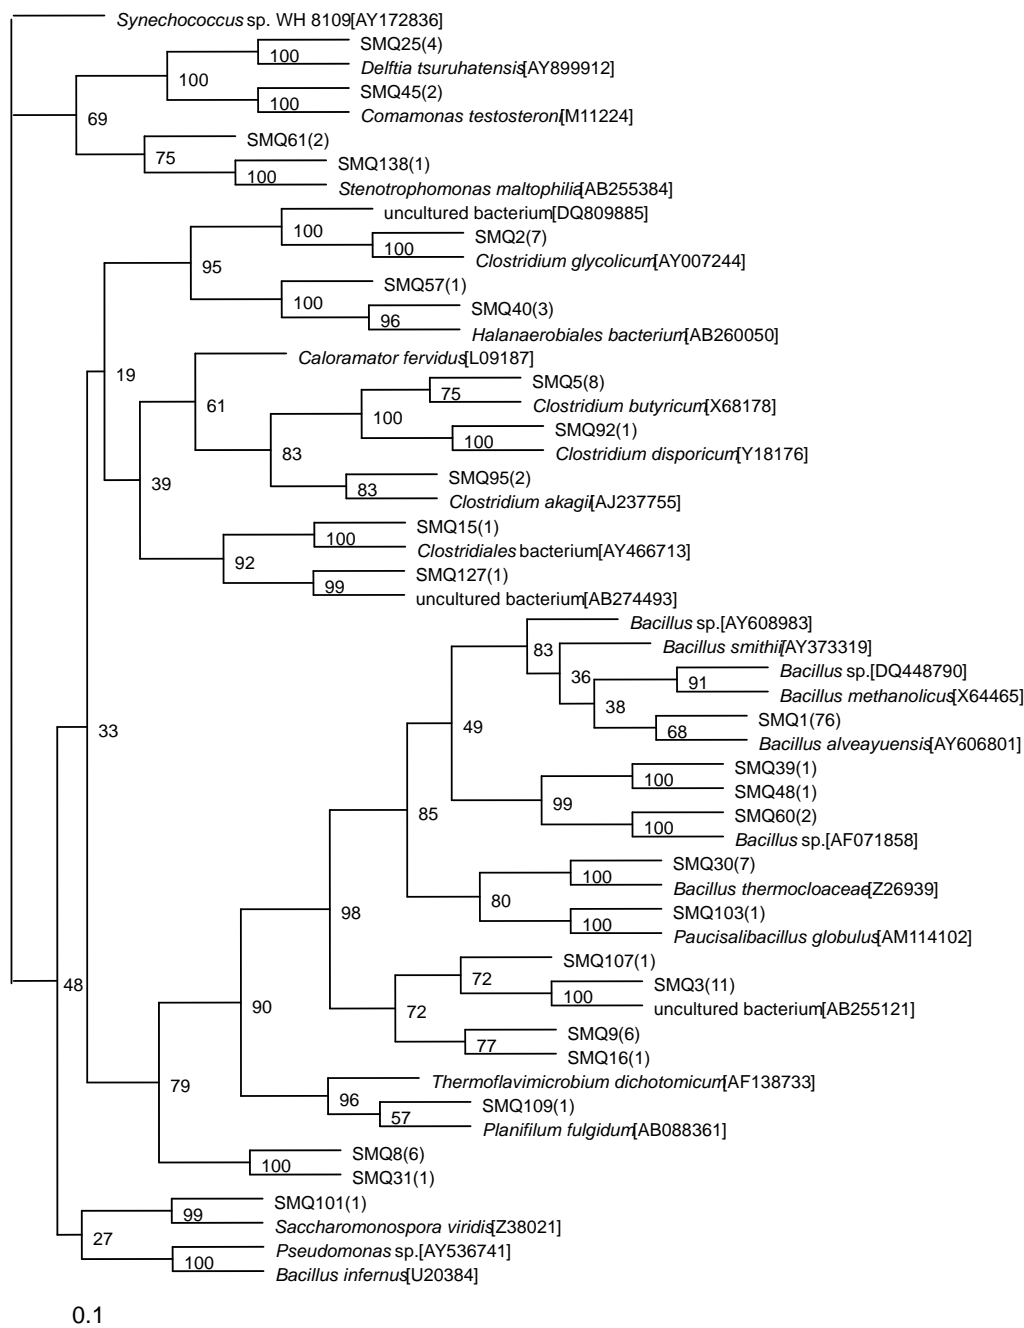 Synechococcus sp. WH 8109[AY172836]
SMQ25(4)
100
Delftia tsuruhatensis[AY899912]
100
SMQ45(2)
100
Comamonas testosteroni[M11224]
69
SMQ61(2)
75
SMQ138(1)
100
Stenotrophomonas maltophilia[AB255384]
uncultured bacterium[DQ809885]
100
SMQ2(7)
100
Clostridium glycolicum[AY007244]
95
SMQ57(1)
100
SMQ40(3)
96
Halanaerobiales bacterium[AB260050]
Caloramator fervidus[L09187]
19
SMQ5(8)
75
61
Clostridium butyricum[X68178]
100
SMQ92(1)
100
83
Clostridium disporicum[Y18176]
SMQ95(2)
39
83
Clostridium akagii[AJ237755]
SMQ15(1)
100
Clostridiales bacterium[AY466713]
92
SMQ127(1)
99
uncultured bacterium[AB274493]
Bacillus sp.[AY608983]
83
Bacillus smithii[AY373319]
36
Bacillus sp.[DQ448790]
91
Bacillus methanolicus[X64465]
38
SMQ1(76)
49
33
68
Bacillus alveayuensis[AY606801]
SMQ39(1)
100
SMQ48(1)
99
85
SMQ60(2)
100
Bacillus sp.[AF071858]
SMQ30(7)
100
Bacillus thermocloaceae[Z26939]
80
98
SMQ103(1)
100
Paucisalibacillus globulus[AM114102]
SMQ107(1)
72
48
SMQ3(11)
100
90
72
uncultured bacterium[AB255121]
SMQ9(6)
77
SMQ16(1)
79
Thermoflavimicrobium dichotomicum[AF138733]
96
SMQ109(1)
57
Planifilum fulgidum[AB088361]
SMQ8(6)
100
SMQ31(1)
SMQ101(1)
99
Saccharomonospora viridis[Z38021]
27
Pseudomonas sp.[AY536741]
100
Bacillus infernus[U20384]
0.1